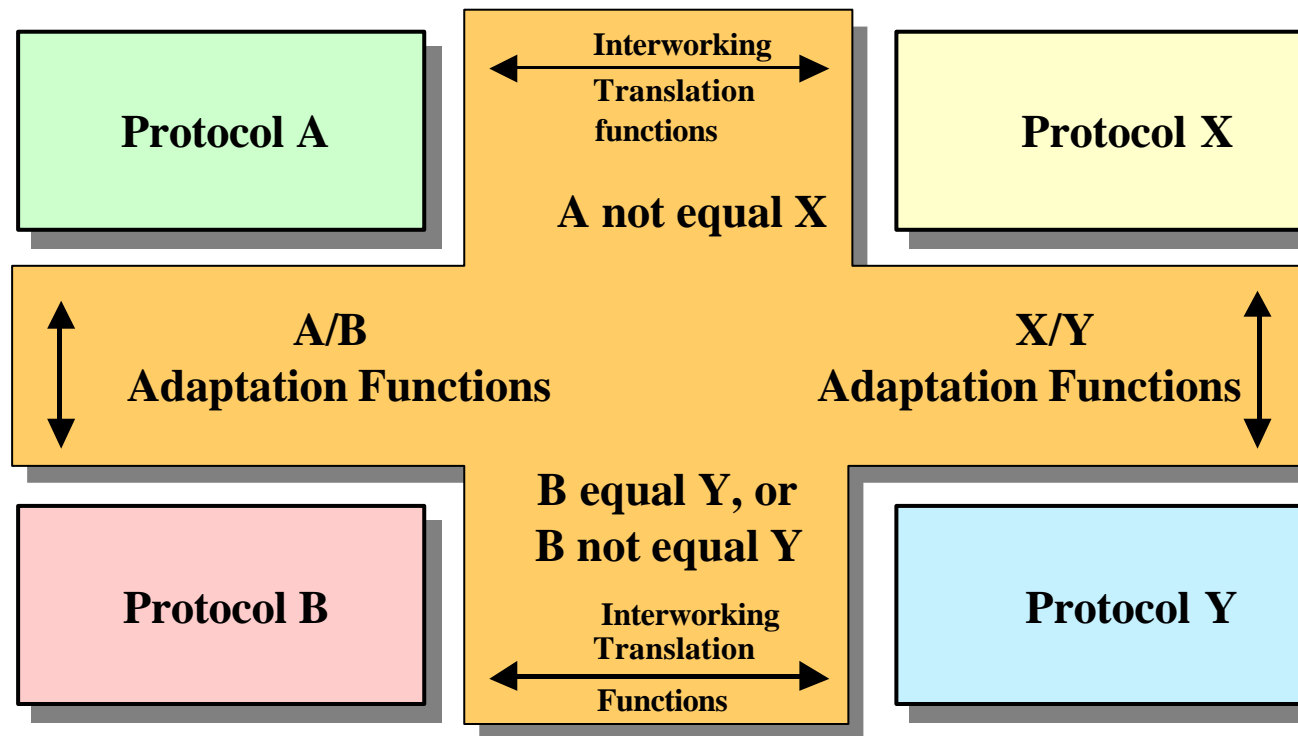 Interworking
Translation
functions
Protocol A
Protocol X
A not equal X
A/B
Adaptation Functions
X/Y
Adaptation Functions
B equal Y, or
B not equal Y
Protocol B
Protocol Y
Interworking
Translation
Functions